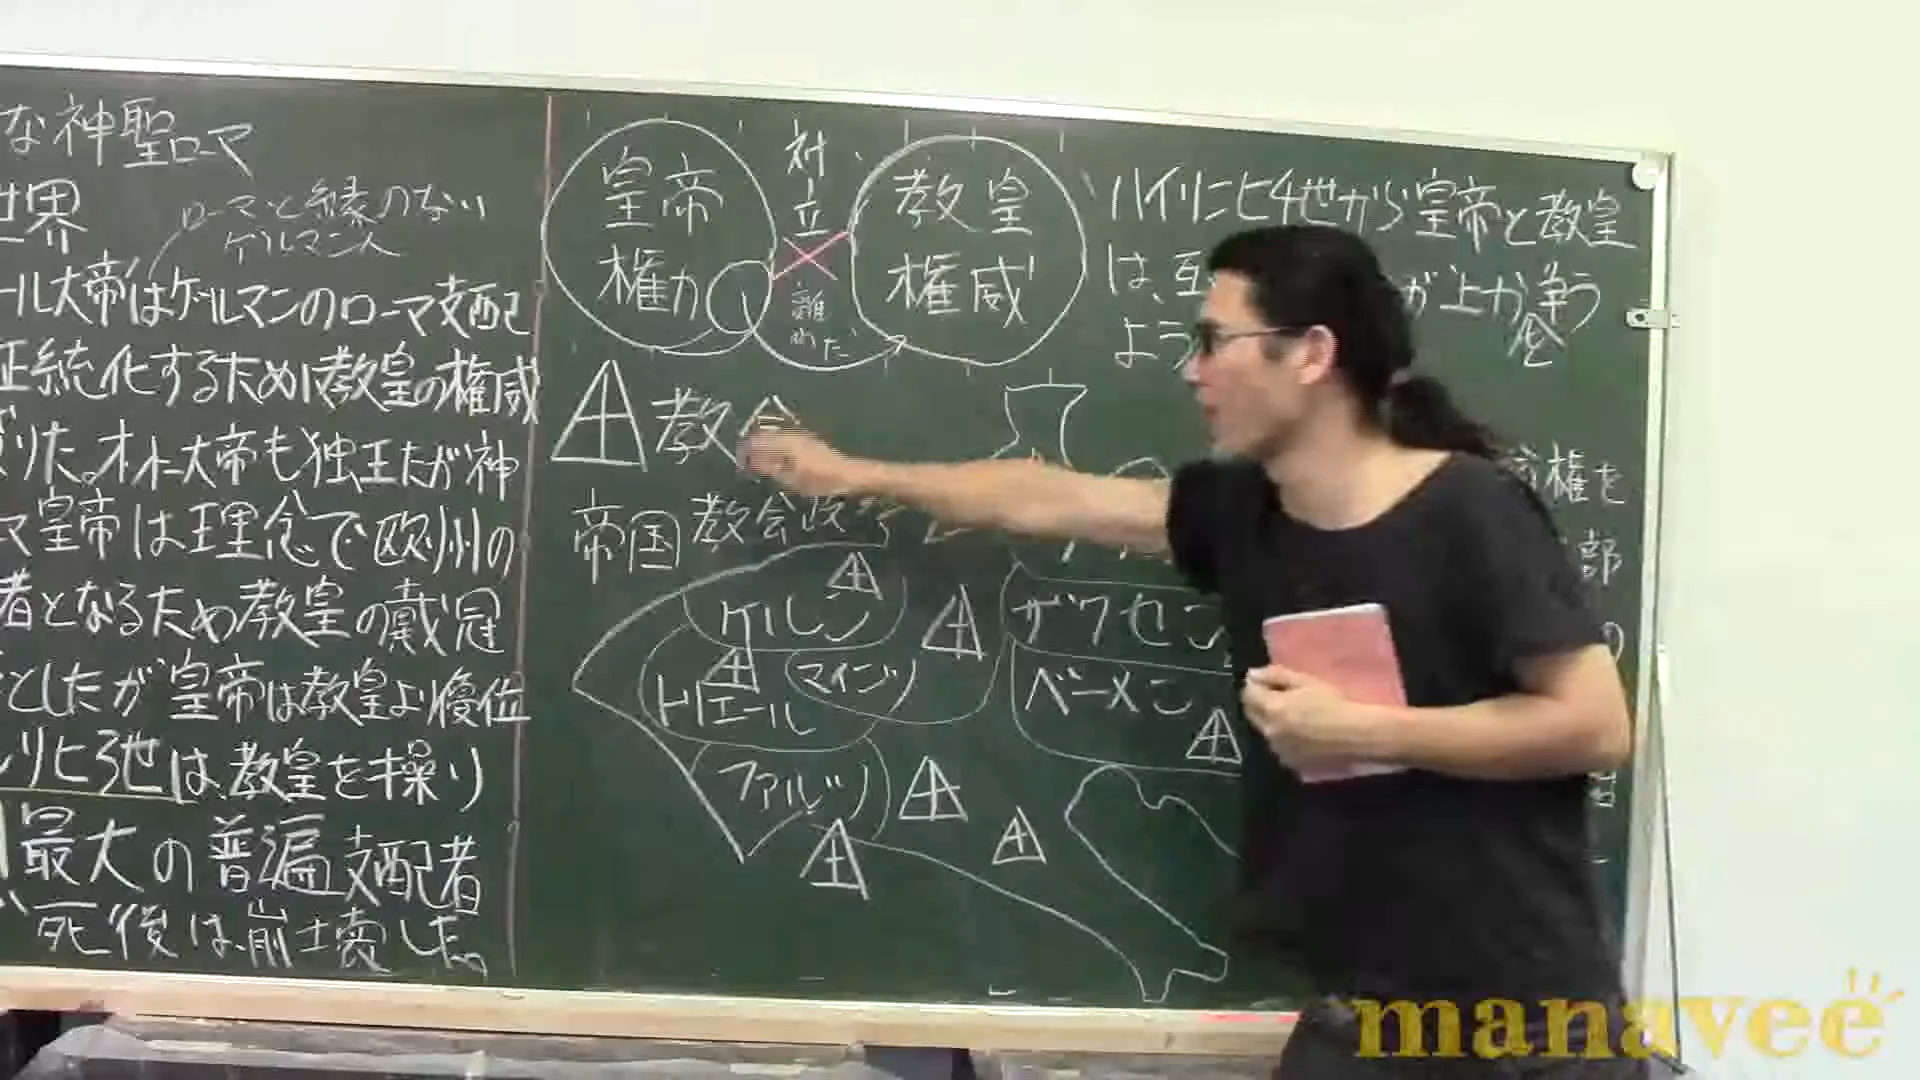 な神聖ローマ
世界
ローマと縁のない
ゲルマン人
ール大帝はゲルマンのローマ支配
正統化するために教皇の権威
りた。オットー大帝も独王だが神
マ皇帝は理念で欧州の
者となるため教皇の戴冠
としたが皇帝は教皇より優位
ンリヒ3世は教皇を操り
最大の普遍支配者
死後は崩壊した。
皇帝
権力
対立
離れた
教皇
権威
教会
帝国教会政策
ケルン
トリエール
マインツ
ファルツ
ザクセン
ベーメン
ハインリヒ4世から皇帝と教皇
は、互
が上か争う
よう
権を
部
の
manavee